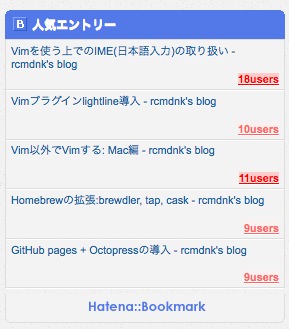 B! 人気エントリー
Vimを使う上でのIME(日本語入力)の取り扱い -
rcmdnk's blog
18users
Vimプラグインlightline導入 - rcmdnk's blog
10users
Vim以外でVimする: Mac編 - rcmdnk's blog
11users
Homebrewの拡張:brewdler, tap, cask - rcmdnk's blog
9users
GitHub pages + Octopressの導入 - rcmdnk's blog
9users
Hatena::Bookmark